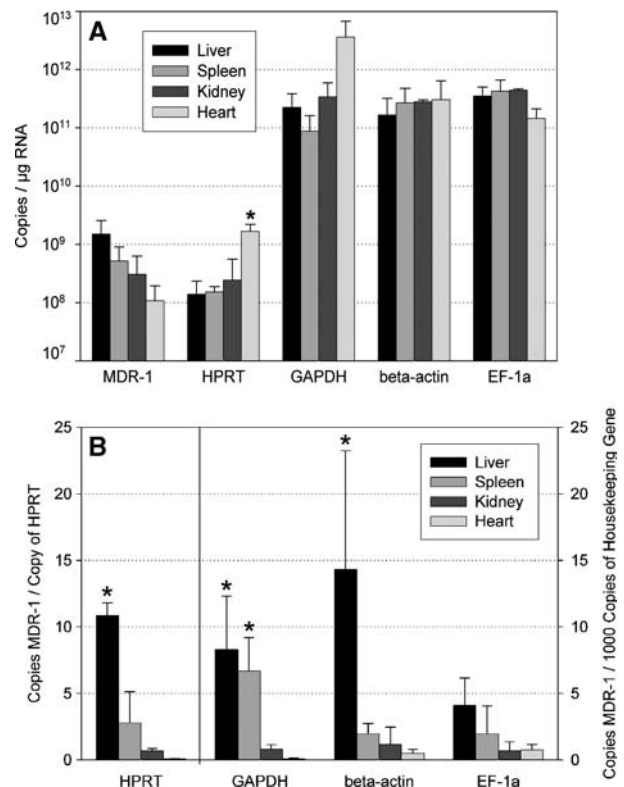 A
Liver
Spleen
Kidney
Heart
10^13
10^12
10^11
10^10
10^9
10^8
10^7
Copies / µg RNA
*
MDR-1 HPRT GAPDH beta-actin EF-1a
B
Liver
Spleen
Kidney
Heart
25
20
15
10
5
0
Copies MDR-1 / Copy of HPRT
* * * *
25
20
15
10
5
0
Copies MDR-1 / 1000 Copies of Housekeeping Gene
HPRT GAPDH beta-actin EF-1a